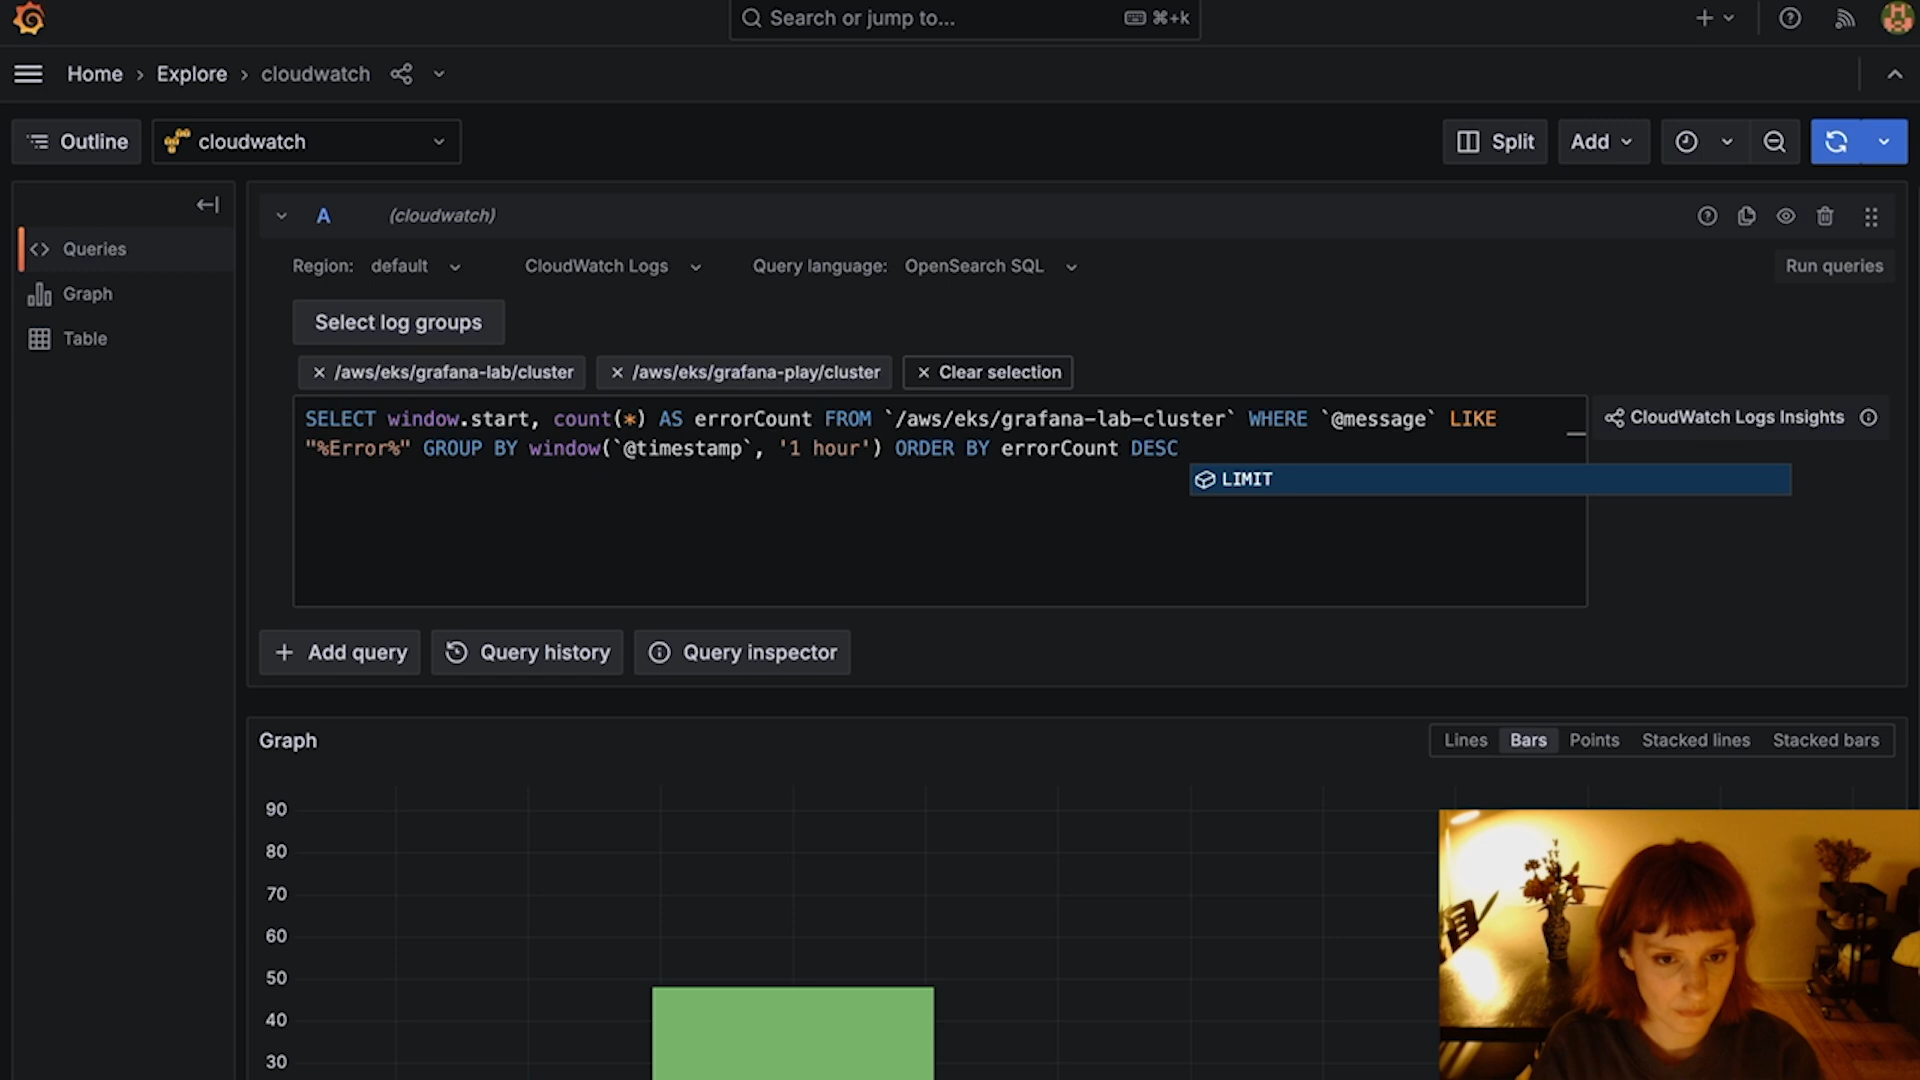 Search or jump to...
⌘+k
Home › Explore › cloudwatch
Outline
cloudwatch
Split
Add
A
(cloudwatch)
Queries
Graph
Table
Region: default
CloudWatch Logs
Query language: OpenSearch SQL
Run queries
Select log groups
× /aws/eks/grafana-lab/cluster
× /aws/eks/grafana-play/cluster
× Clear selection
SELECT window.start, count(*) AS errorCount FROM `/aws/eks/grafana-lab-cluster` WHERE `@message` LIKE
"%Error%" GROUP BY window(`@timestamp`, '1 hour') ORDER BY errorCount DESC
CloudWatch Logs Insights
LIMIT
+ Add query
Query history
Query inspector
Graph
Lines
Bars
Points
Stacked lines
Stacked bars
90
80
70
60
50
40
30